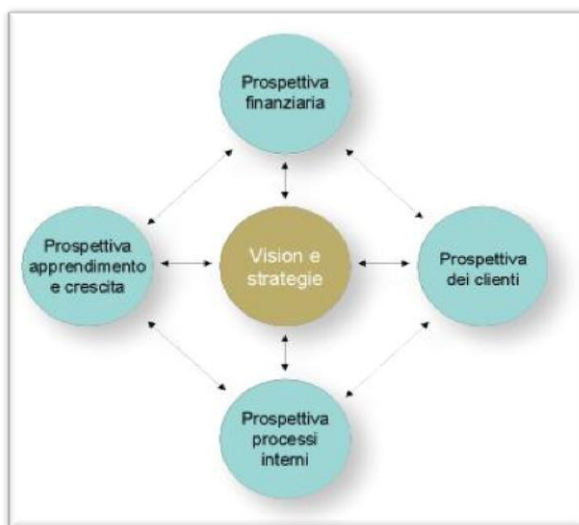 Prospettiva
finanziaria
Prospettiva
apprendimento
e crescita
Vision e
strategie
Prospettiva
dei clienti
Prospettiva
processi
interni